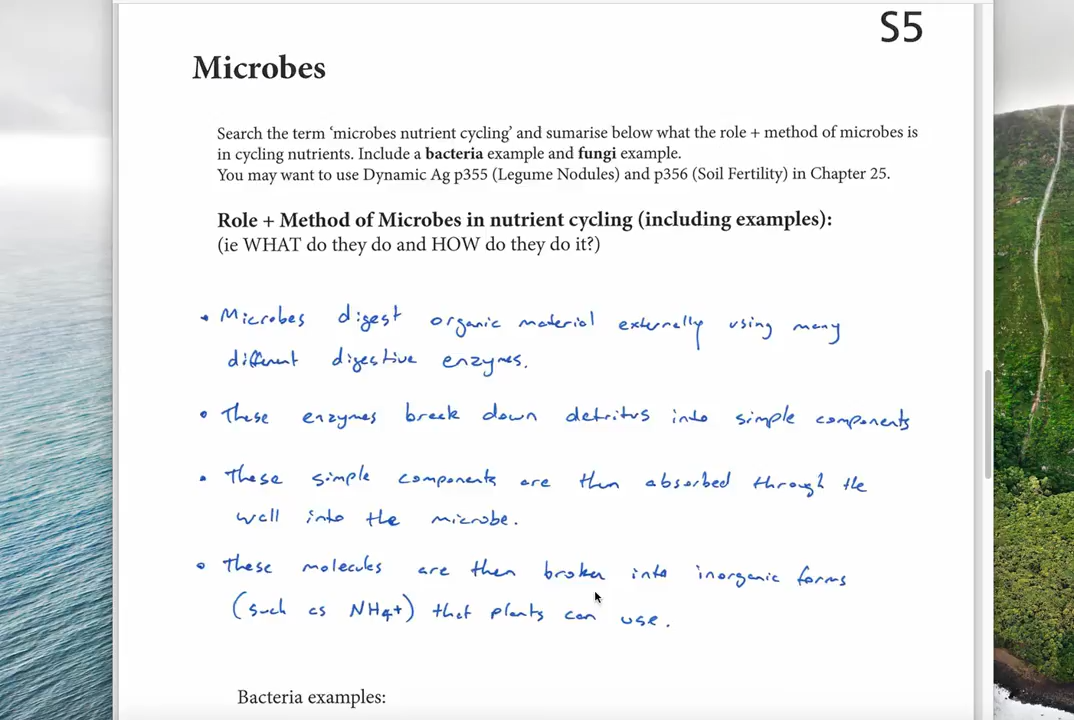 S5
Microbes
Search the term ‘microbes nutrient cycling’ and sumarise below what the role + method of microbes is
in cycling nutrients. Include a bacteria example and fungi example.
You may want to use Dynamic Ag p355 (Legume Nodules) and p356 (Soil Fertility) in Chapter 25.
Role + Method of Microbes in nutrient cycling (including examples):
(ie WHAT do they do and HOW do they do it?)
• Microbes digest organic material externally using many
different digestive enzymes.
• These enzymes break down detritus into simple components
• These simple components are then absorbed through the
wall into the microbe.
• These molecules are then broken into inorganic forms
(such as NH4+) that plants can use.
Bacteria examples: